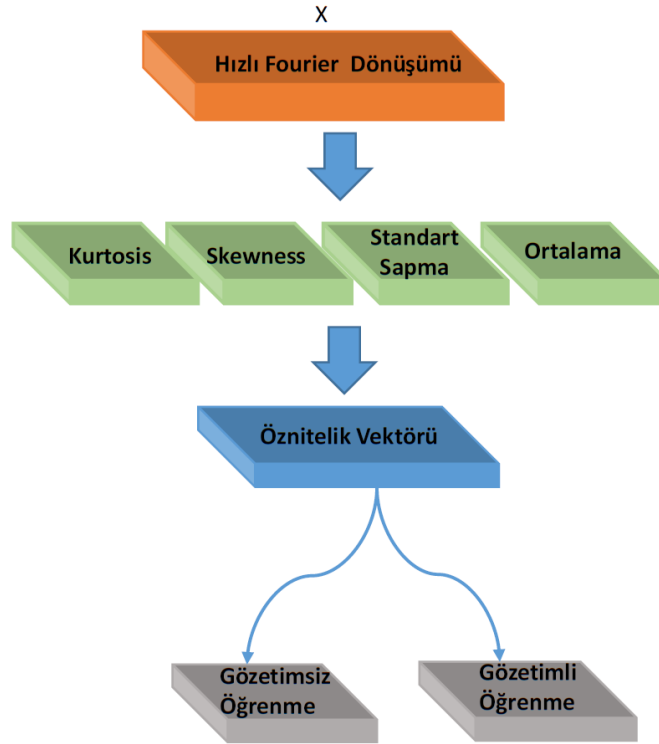 X
Hızlı Fourier Dönüşümü
Kurtosis
Skewness
Standart
Sapma
Ortalama
Öznitelik Vektörü
Gözetimsiz
Öğrenme
Gözetimli
Öğrenme